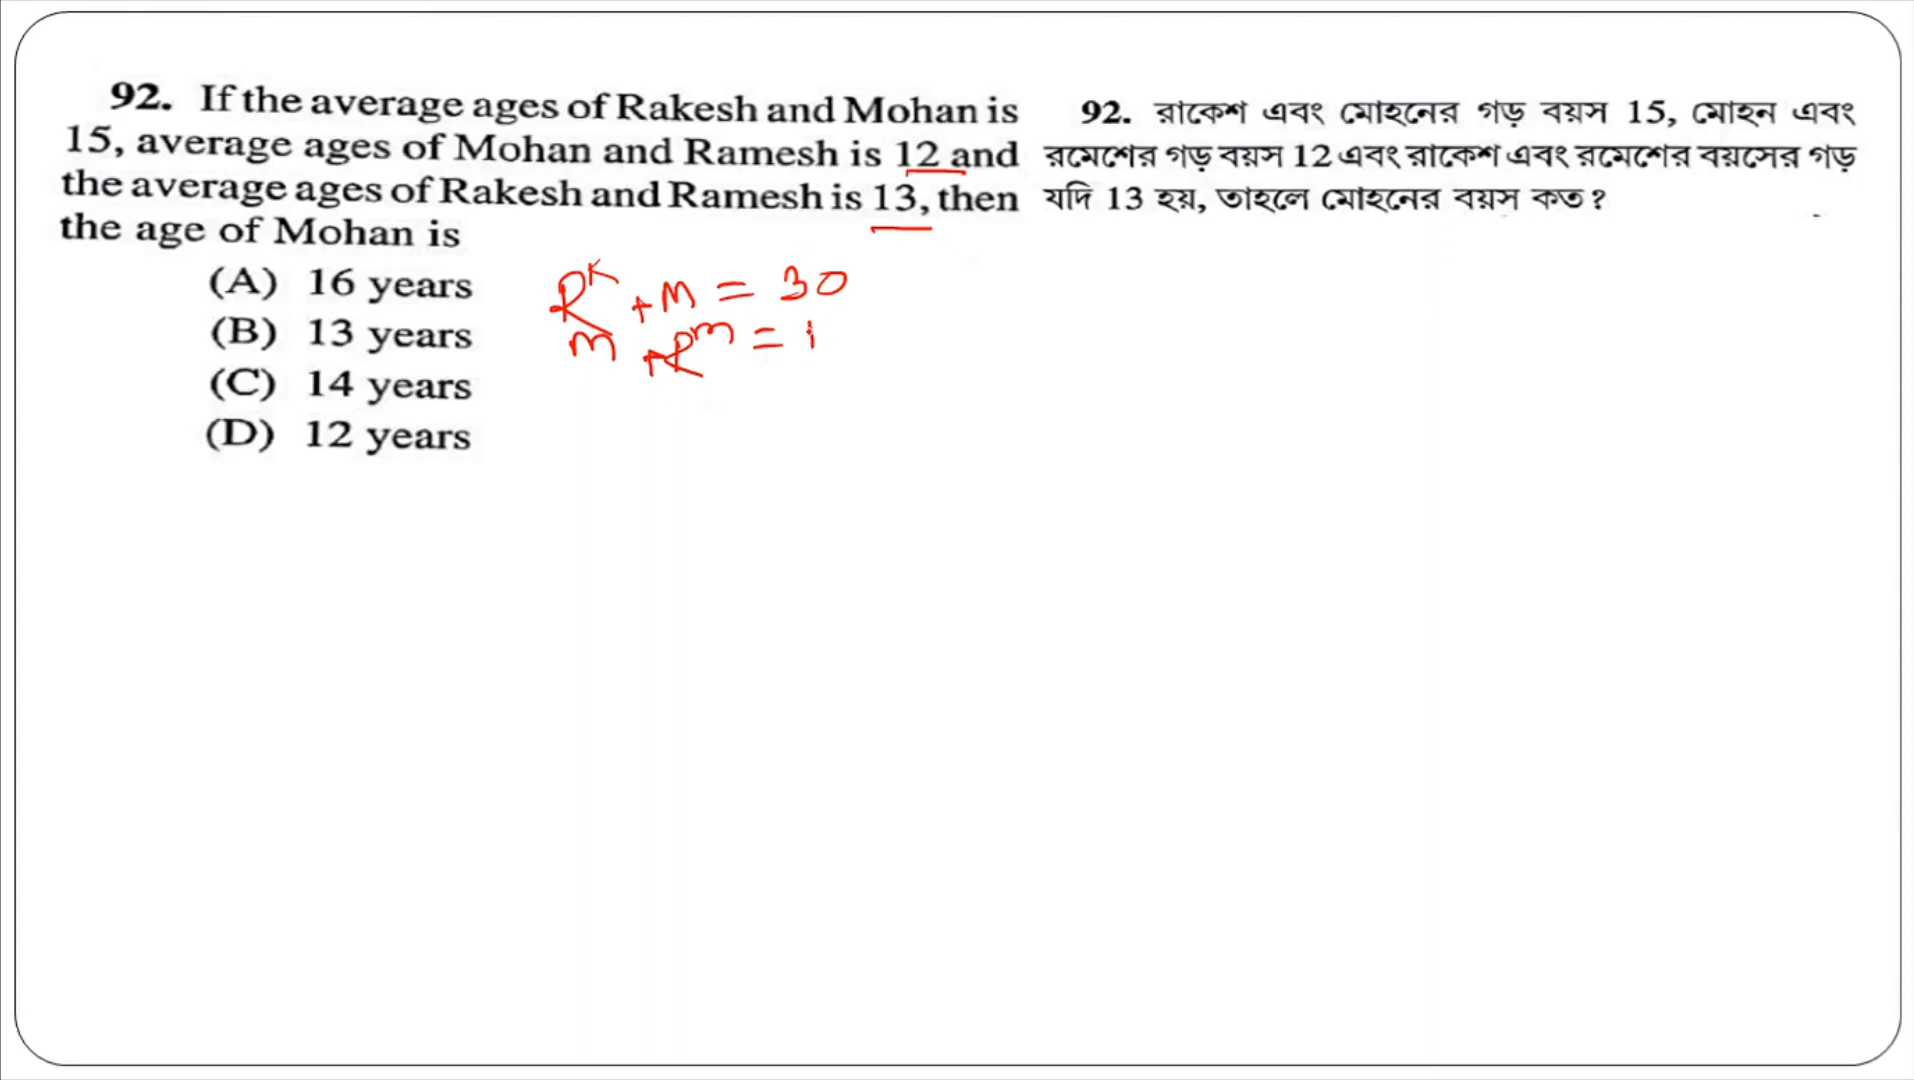 92. If the average ages of Rakesh and Mohan is
15, average ages of Mohan and Ramesh is 12 and
the average ages of Rakesh and Ramesh is 13, then
the age of Mohan is
(A) 16 years
(B) 13 years
(C) 14 years
(D) 12 years
92. রাকেশ এবং মোহনের গড় বয়স 15, মোহন এবং
রমেশের গড় বয়স 12 এবং রাকেশ এবং রমেশের বয়সের গড়
যদি 13 হয়, তাহলে মোহনের বয়স কত?
R^K + M = 30
m + R^m = 1